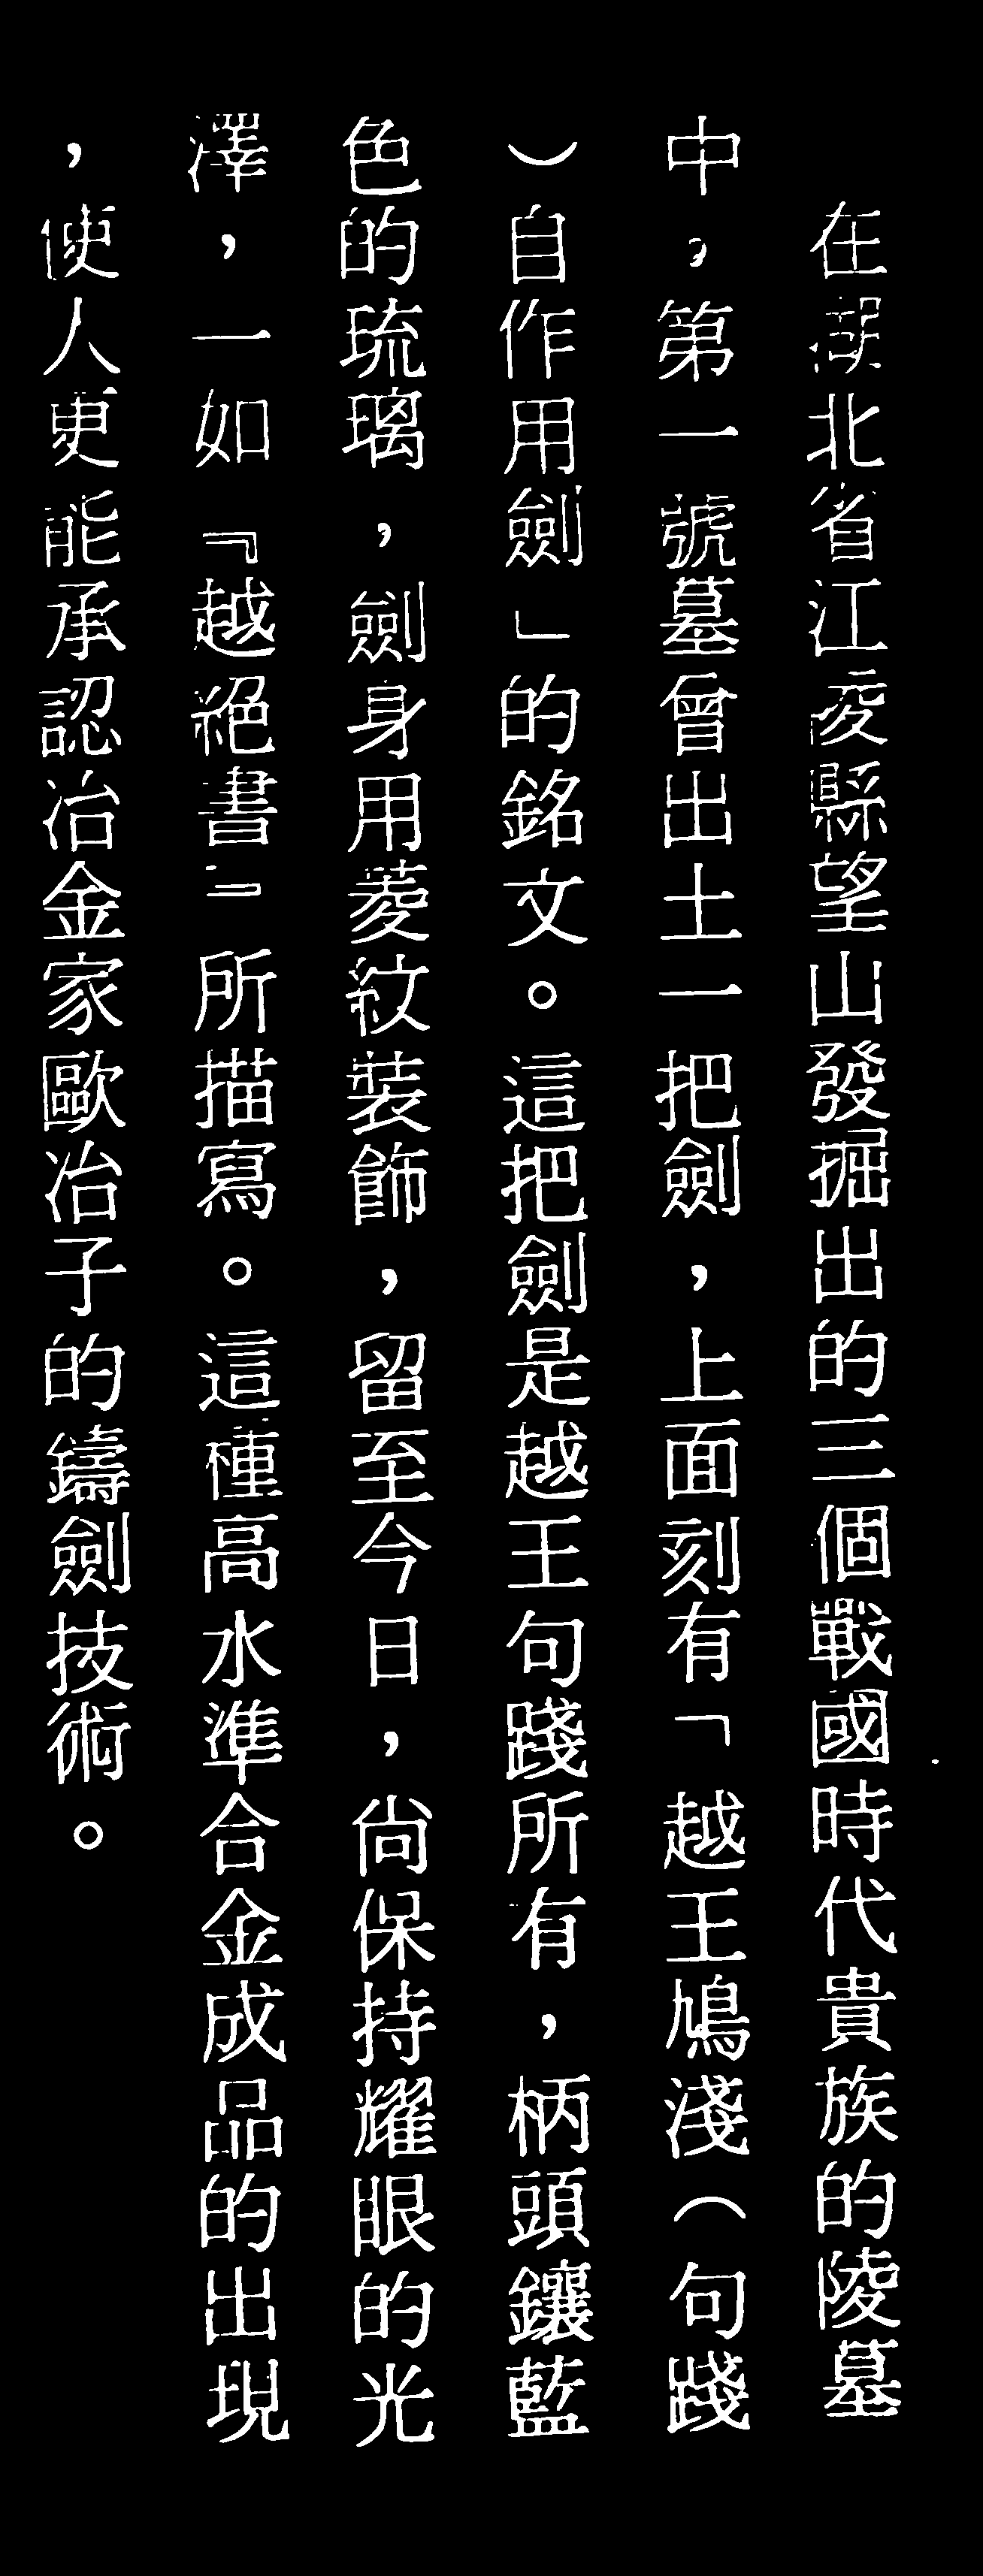 在湖北省江陵縣望山發掘出的三個戰國時代貴族的陵墓
中，第一號墓曾出土一把劍，上面刻有「越王鳩淺（句踐
）自作用劍」的銘文。這把劍是越王句踐所有，柄頭鑲藍
色的琉璃，劍身用菱紋裝飾，留至今日，尚保持耀眼的光
澤，一如『越絕書』所描寫。這種高水準合金成品的出現
，使人更能承認冶金家歐冶子的鑄劍技術。